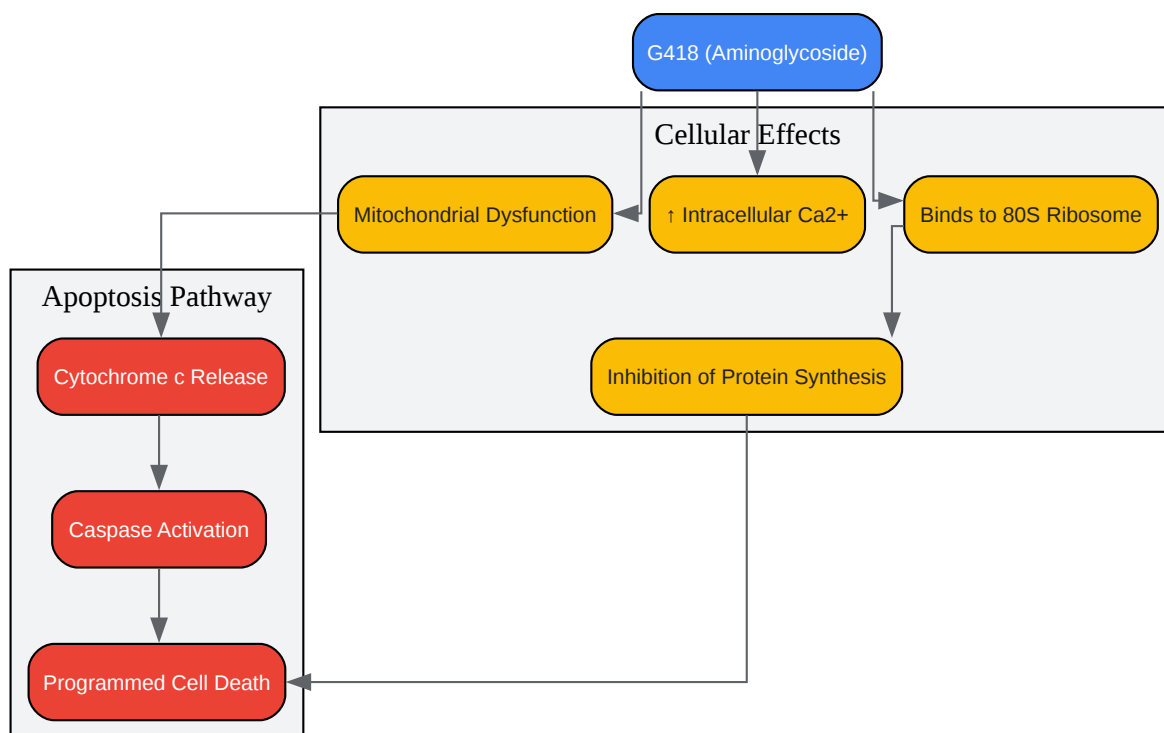 G418 (Aminoglycoside)
Cellular Effects
Mitochondrial Dysfunction
↑ Intracellular Ca2+
Binds to 80S Ribosome
Apoptosis Pathway
Cytochrome c Release
Inhibition of Protein Synthesis
Caspase Activation
Programmed Cell Death